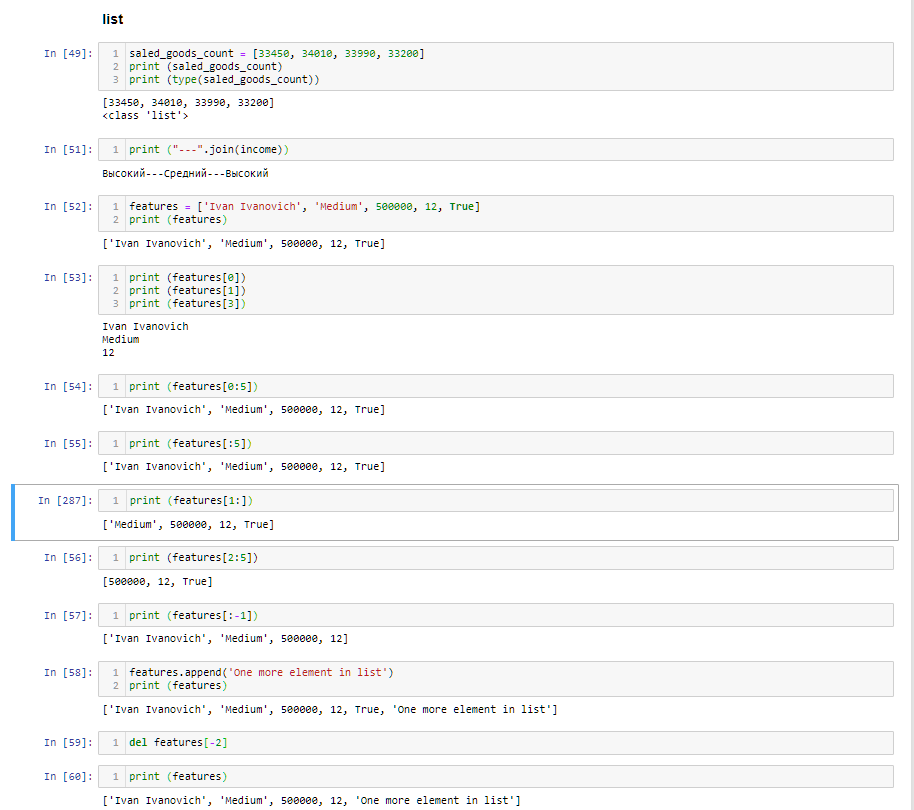 list
In [49]: 1 saled_goods_count = [33450, 34010, 33990, 33200]
2 print (saled_goods_count)
3 print (type(saled_goods_count))
[33450, 34010, 33990, 33200]
<class 'list'>
In [51]: 1 print ("---".join(income))
Высокий---Средний---Высокий
In [52]: 1 features = ['Ivan Ivanovich', 'Medium', 500000, 12, True]
2 print (features)
['Ivan Ivanovich', 'Medium', 500000, 12, True]
In [53]: 1 print (features[0])
2 print (features[1])
3 print (features[3])
Ivan Ivanovich
Medium
12
In [54]: 1 print (features[0:5])
['Ivan Ivanovich', 'Medium', 500000, 12, True]
In [55]: 1 print (features[:5])
['Ivan Ivanovich', 'Medium', 500000, 12, True]
In [287]: 1 print (features[1:])
['Medium', 500000, 12, True]
In [56]: 1 print (features[2:5])
[500000, 12, True]
In [57]: 1 print (features[:-1])
['Ivan Ivanovich', 'Medium', 500000, 12]
In [58]: 1 features.append('One more element in list')
2 print (features)
['Ivan Ivanovich', 'Medium', 500000, 12, True, 'One more element in list']
In [59]: 1 del features[-2]
In [60]: 1 print (features)
['Ivan Ivanovich', 'Medium', 500000, 12, 'One more element in list']